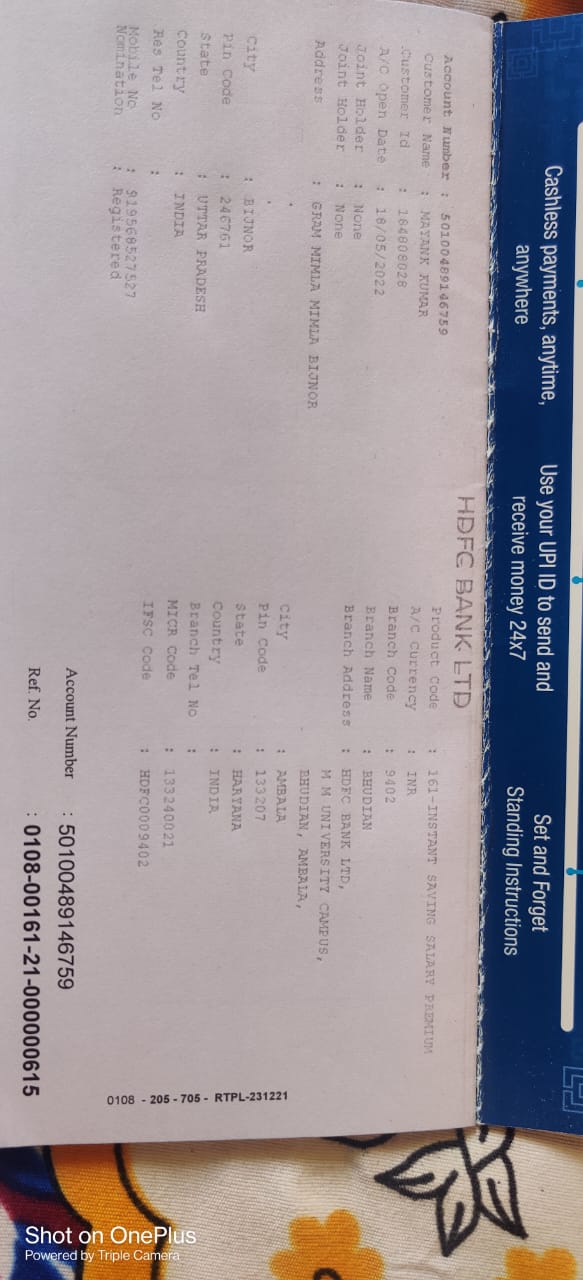 Cashless payments, anytime,
anywhere
Use your UPI ID to send and
receive money 24x7
Set and Forget
Standing Instructions
HDFC BANK LTD
Account Number : 50100489146759
Customer Name : MAYANK KUMAR
Customer Id : 184808028
A/C Open Date : 18/05/2022
Joint Holder : None
Joint Holder : None
Address : GRAM MIMLA MIMLA BIJNOR
City : BIJNOR
Pin Code : 246761
State : UTTAR PRADESH
Country : INDIA
Res Tel No :
Mobile No : 919568527527
Nomination : Registered
Product Code : 161-INSTANT SAVING SALARY PREMIUM
A/C Currency : INR
Branch Code : 9402
Branch Name : BHUDIAN
Branch Address : HDFC BANK LTD,
M M UNIVERSITY CAMPUS,
BHUDIAN, AMBALA,
City : AMBALA
Pin Code : 133207
State : HARYANA
Country : INDIA
Branch Tel No :
MICR Code : 133240021
IFSC Code : HDFC0009402
Account Number : 50100489146759
Ref. No. : 0108-00161-21-000000615
0108 - 205 - 705 - RTPL-231221
Shot on OnePlus
Powered by Triple Camera